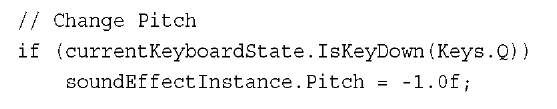 // Change Pitch
if (currentKeyboardState.IsKeyDown(Keys.Q))
    soundEffectInstance.Pitch = -1.0f;